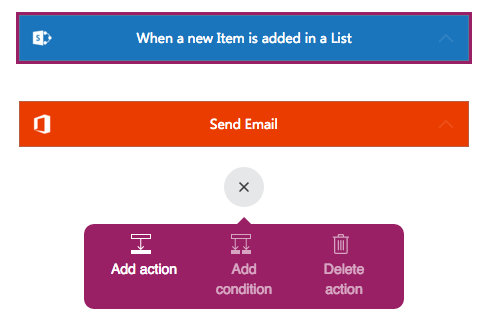 When a new Item is added in a List
Send Email
Add action
Add
condition
Delete
action